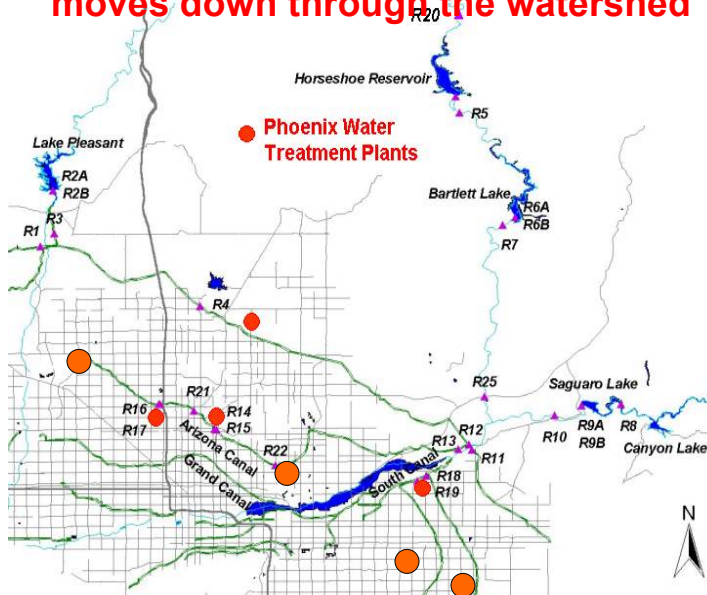 moves down through the watershed
R20
Horseshoe Reservoir
R5
Phoenix Water
Treatment Plants
Lake Pleasant
R2A
R2B
Bartlett Lake
R6A
R6B
R3
R1
R7
R4
R25
Saguaro Lake
R21
R16
R14
R17
R15
R12
R10
R9A
R8
R9B
Arizona Canal
R22
R13
R11
Canyon Lake
Grand Canal
South Canal
R18
R19
N